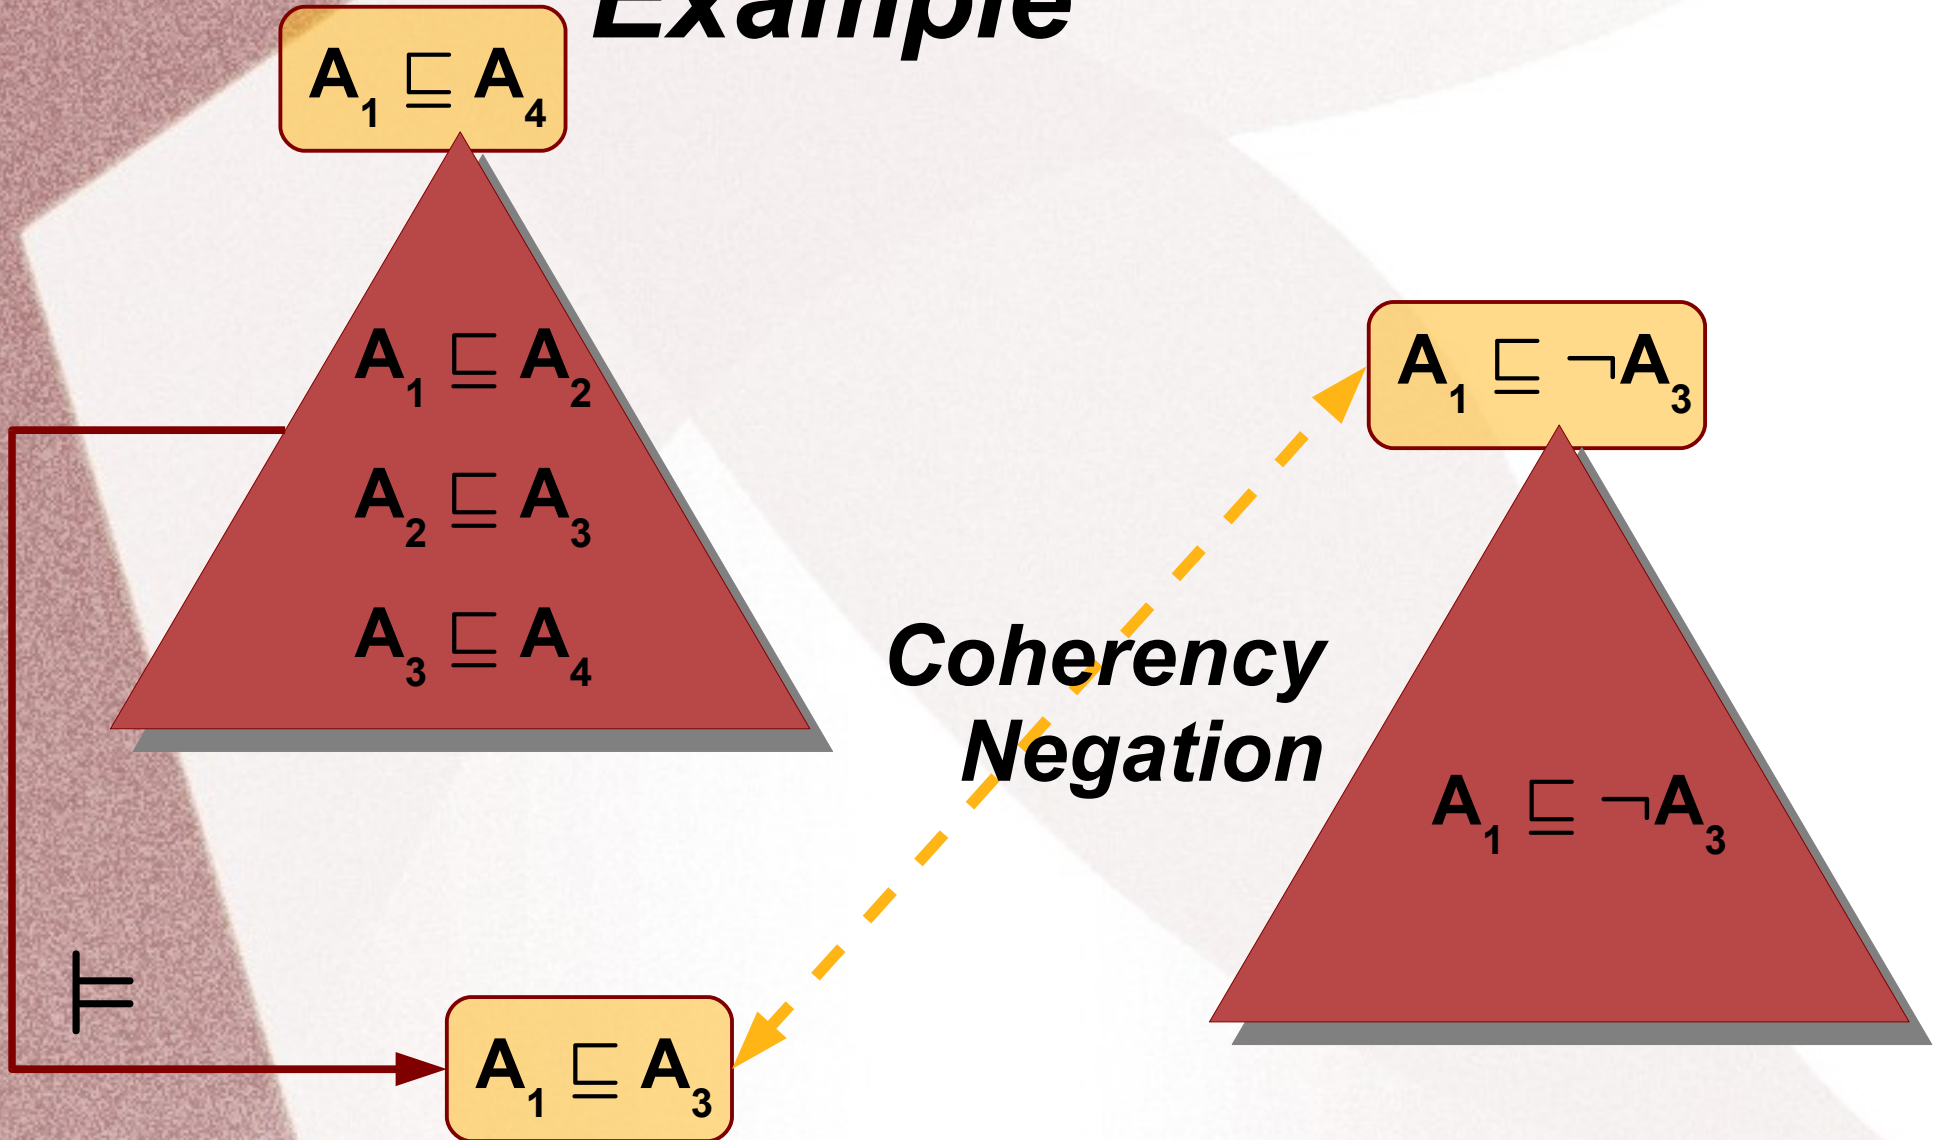 Example
A₁ ⊑ A₄
A₁ ⊑ A₂
A₂ ⊑ A₃
A₃ ⊑ A₄
A₁ ⊑ ¬A₃
Coherency
Negation
A₁ ⊑ ¬A₃
⊨
A₁ ⊑ A₃